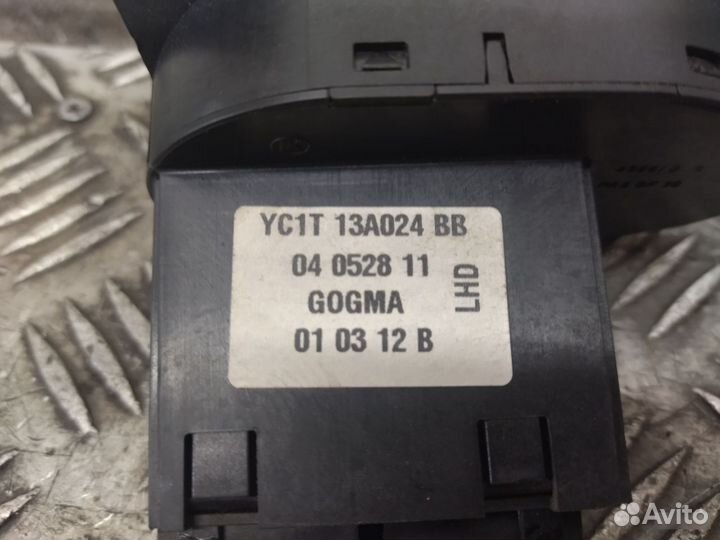 YC1T 13A024 BB
04 0528 11
GOGMA
01 03 12 B
LHD
Avito